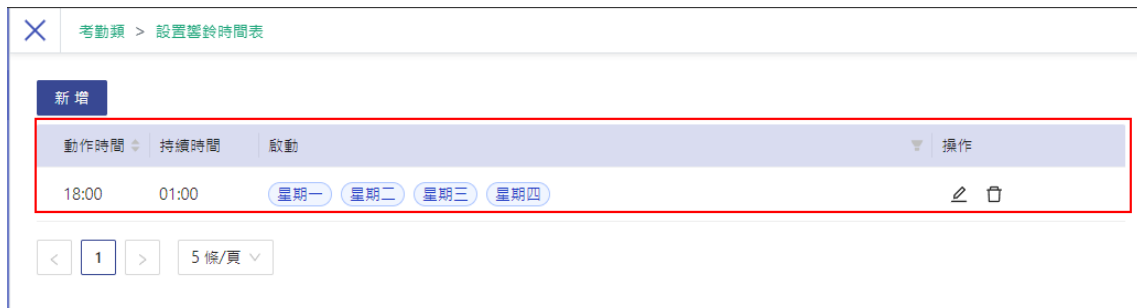 考勤類 > 設置響鈴時間表
新增
動作時間 持續時間 啟動 操作
18:00 01:00 星期一 星期二 星期三 星期四
< 1 > 5 條/頁